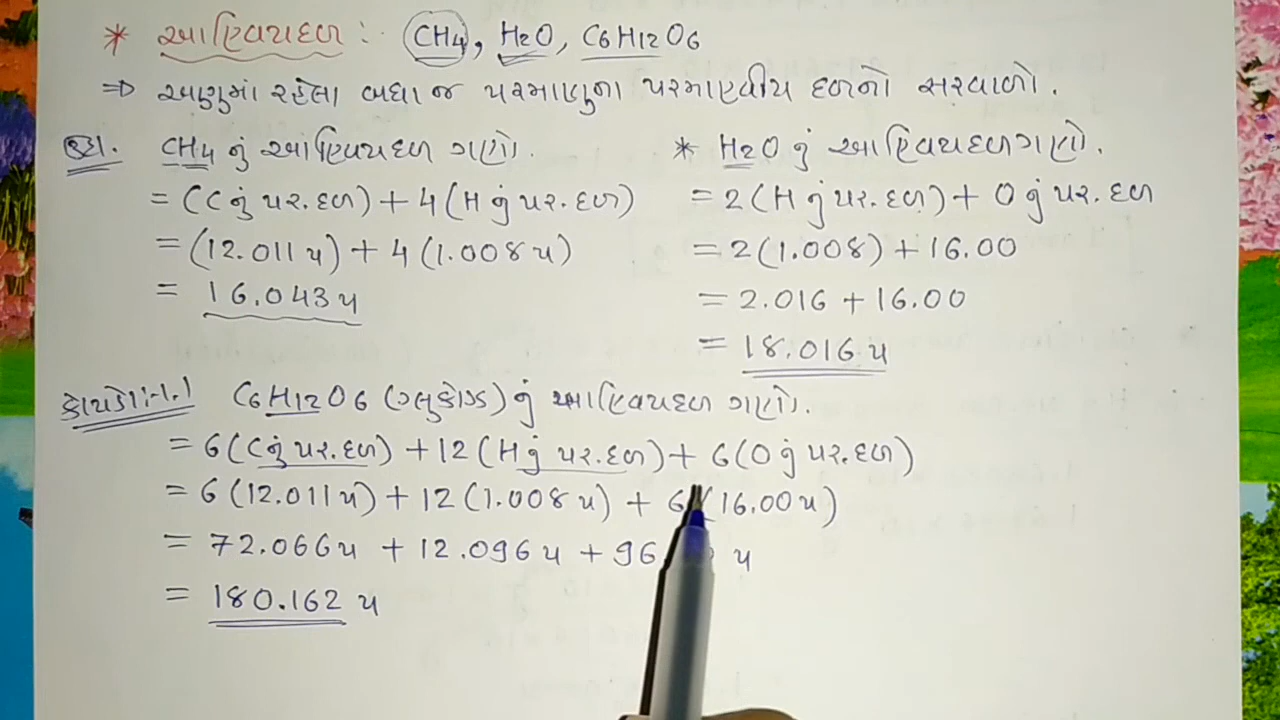 * આણ્વિયદળ : CH4, H2O, C6H12O6
⇒ અણુમાં રહેલા બધા જ પરમાણુના પરમાણ્વીય દળનો સરવાળો.
ઉદા. CH4 નું આણ્વિયદળ ગણો.
= (C નું પર.દળ) + 4 (H નું પર.દળ)
= (12.011 u) + 4 (1.008 u)
= 16.043 u
* H2O નું આણ્વિયદળ ગણો.
= 2 (H નું પર.દળ) + O નું પર.દળ
= 2 (1.008) + 16.00
= 2.016 + 16.00
= 18.016 u
કોયડો:-1.1 C6H12O6 (ગ્લુકોઝ) નું આણ્વિયદળ ગણો.
= 6 (C નું પર.દળ) + 12 (H નું પર.દળ) + 6 (O નું પર.દળ)
= 6 (12.011 u) + 12 (1.008 u) + 6 (16.00 u)
= 72.066 u + 12.096 u + 96 u
= 180.162 u